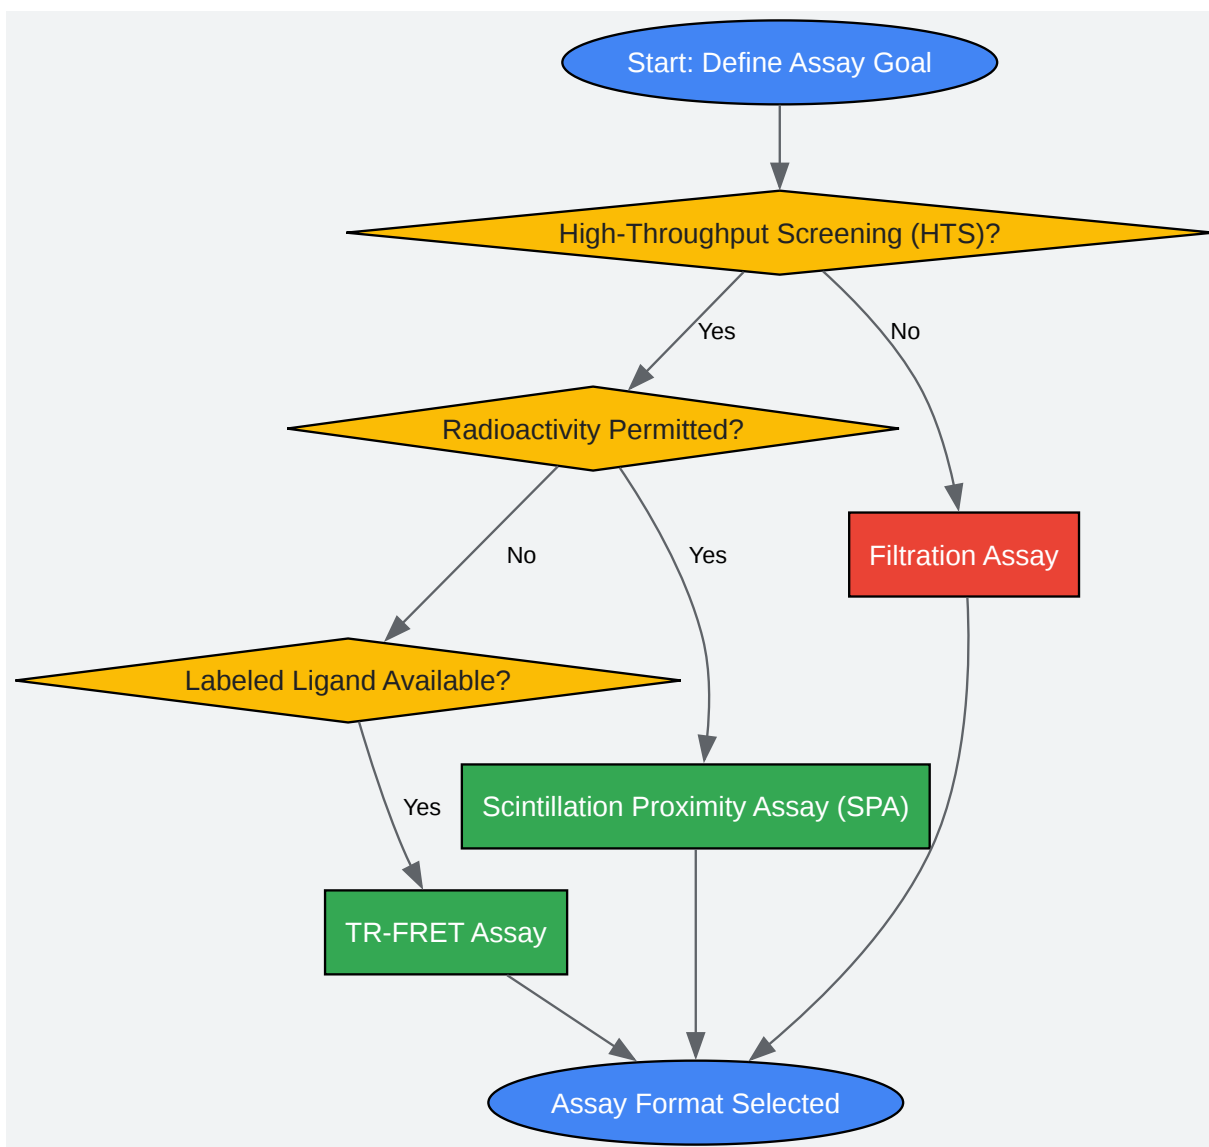 Start: Define Assay Goal
High-Throughput Screening (HTS)?
Yes
No
Radioactivity Permitted?
No
Yes
Filtration Assay
Labeled Ligand Available?
Yes
Scintillation Proximity Assay (SPA)
TR-FRET Assay
Assay Format Selected